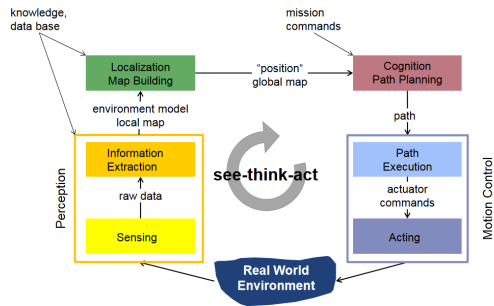 knowledge,
data base
mission
commands
Localization
Map Building
"position"
global map
Cognition
Path Planning
environment model
local map
path
Information
Extraction
see-think-act
Path
Execution
Perception
raw data
actuator
commands
Motion Control
Sensing
Acting
Real World
Environment